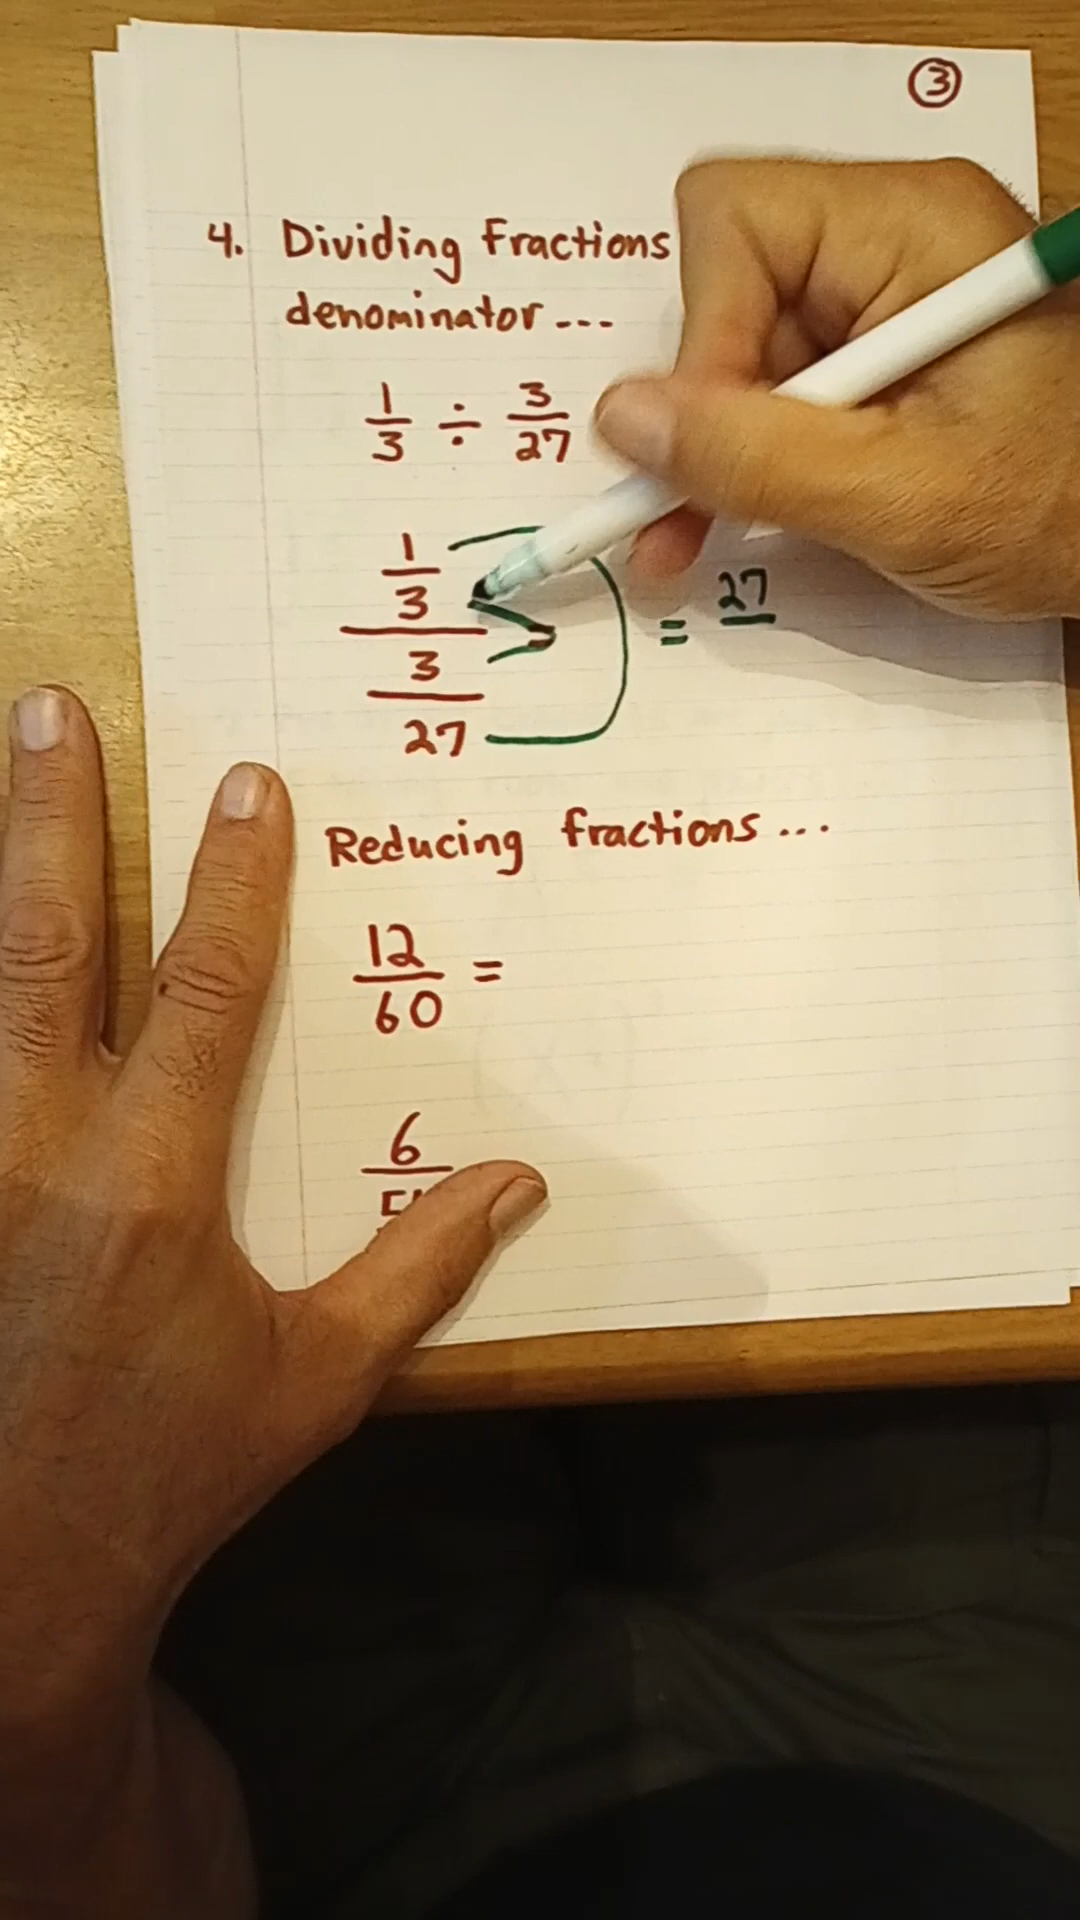 3
4. Dividing fractions
denominator ---
1/3 ÷ 3/27
1/3 / 3/27 = 27/
Reducing fractions ...
12/60 =
6/